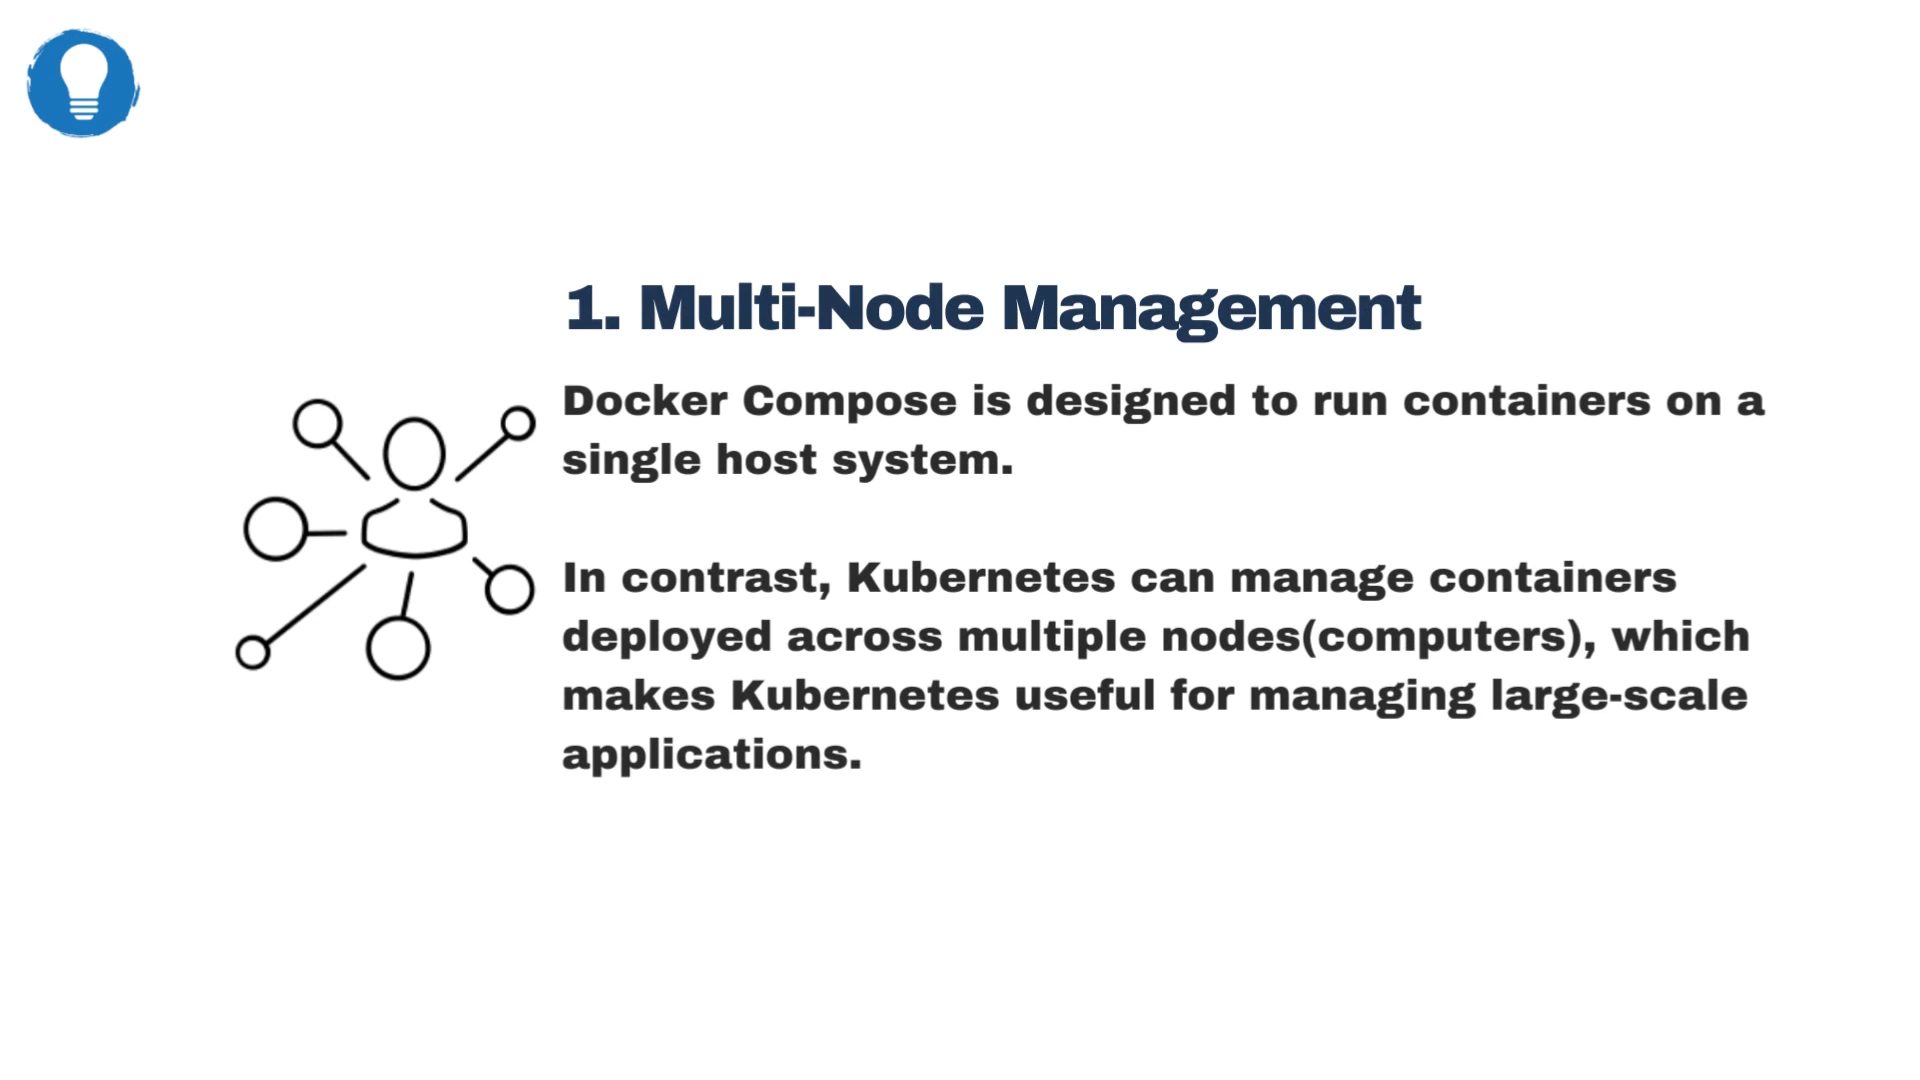 1. Multi-Node Management
Docker Compose is designed to run containers on a
single host system.
In contrast, Kubernetes can manage containers
deployed across multiple nodes(computers), which
makes Kubernetes useful for managing large-scale
applications.